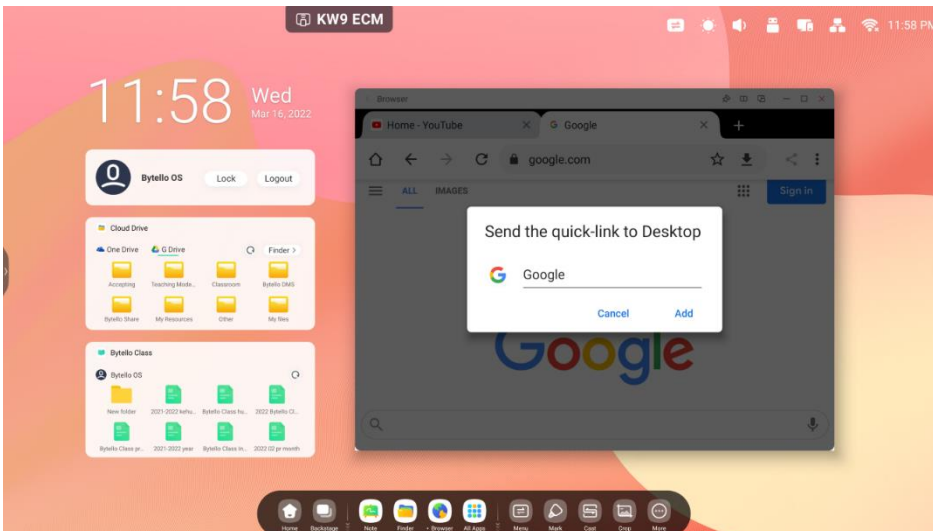 KW9 ECM
11:58 PM
11:58
Wed
Mar 16, 2022
Bytello OS
Lock
Logout
Cloud Drive
One Drive
G Drive
Finder >
Accepting
Teaching Mode..
Classroom
Bytello DMS
Bytello Share
My Resources
Other
My files
Bytello Class
Bytello OS
New folder
2021-2022 kehu..
Bytello Class hu..
2022 Bytello Cl..
Bytello Class pr..
2021-2022 year
Bytello Class in..
2022 02 pr month
Browser
Home - YouTube
Google
google.com
ALL
IMAGES
Sign in
Send the quick-link to Desktop
Google
Cancel
Add
Google
Home
Backstage
Note
Finder
Browser
All Apps
Menu
Mark
Cast
Crop
More